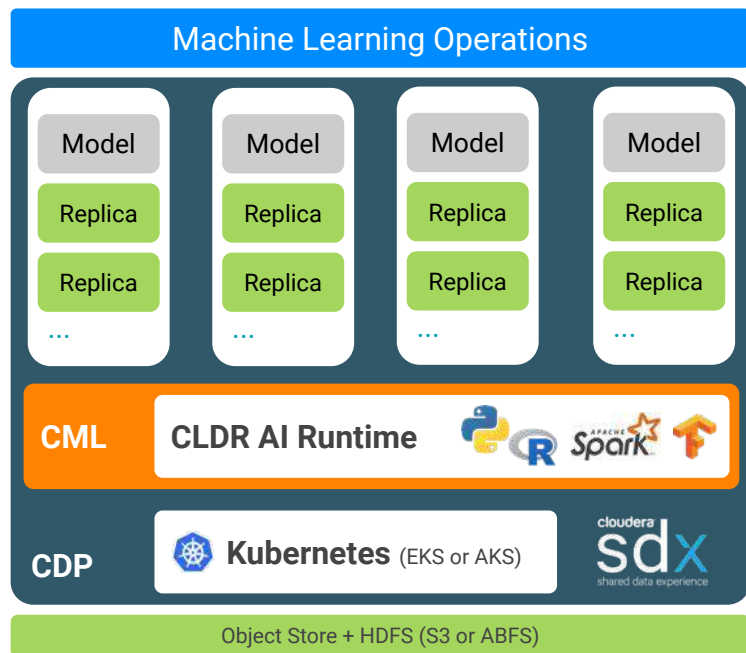 Machine Learning Operations
Model Model Model Model
Replica Replica Replica Replica
Replica Replica Replica Replica
... ... ... ...
CML CLDR AI Runtime R APACHE Spark
CDP Kubernetes (EKS or AKS)
cloudera
sdx
shared data experience
Object Store + HDFS (S3 or ABFS)